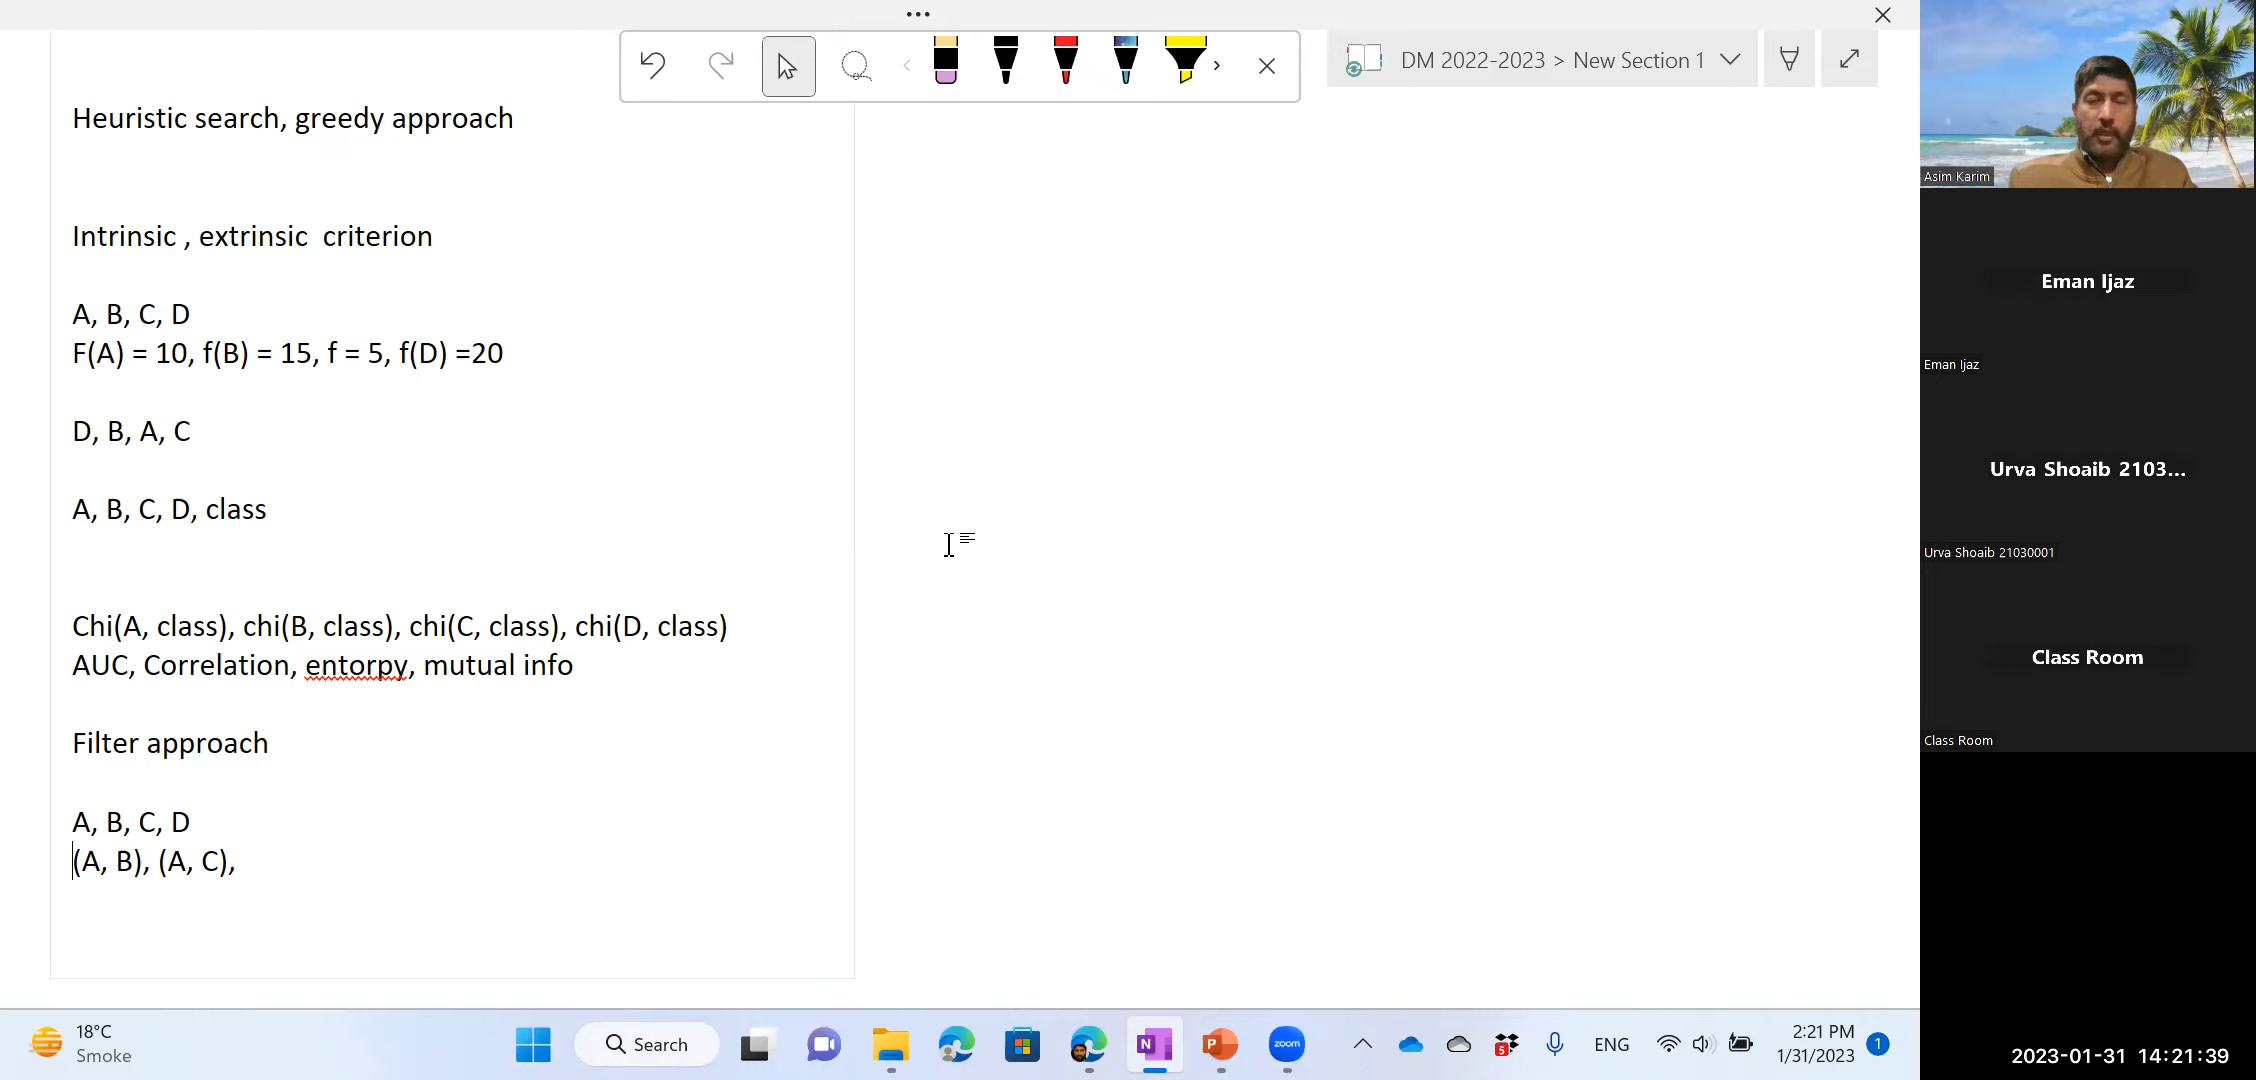 DM 2022-2023 > New Section 1
Heuristic search, greedy approach
Intrinsic , extrinsic  criterion
A, B, C, D
F(A) = 10, f(B) = 15, f = 5, f(D) =20
D, B, A, C
A, B, C, D, class
Chi(A, class), chi(B, class), chi(C, class), chi(D, class)
AUC, Correlation, entorpy, mutual info
Filter approach
A, B, C, D
(A, B), (A, C),
Asim Karim
Eman Ijaz
Eman Ijaz
Urva Shoaib 2103...
Urva Shoaib 21030001
Class Room
Class Room
18°C
Smoke
Search
N
P
zoom
5
ENG
2:21 PM
1/31/2023
1
2023-01-31 14:21:39